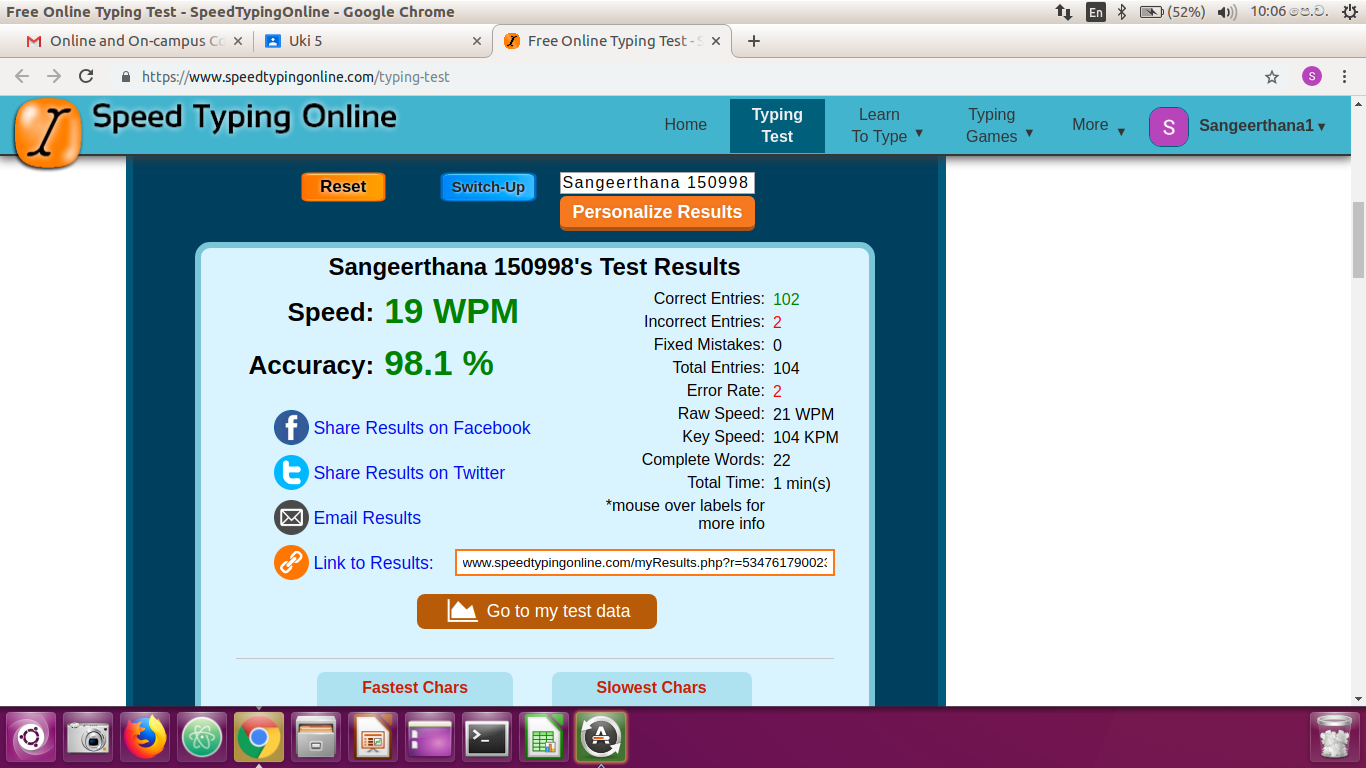 Free Online Typing Test - SpeedTypingOnline - Google Chrome
En (52%) 10:06 පෙ.ව.
Online and On-campus Co Uki 5 Free Online Typing Test - S
https://www.speedtypingonline.com/typing-test S
Speed Typing Online
Home Typing Test Learn To Type ▼ Typing Games ▼ More ▼ S Sangeerthana1 ▾
Reset Switch-Up Sangeerthana 150998
Personalize Results
Sangeerthana 150998's Test Results
Speed: 19 WPM
Accuracy: 98.1 %
Correct Entries: 102
Incorrect Entries: 2
Fixed Mistakes: 0
Total Entries: 104
Error Rate: 2
Raw Speed: 21 WPM
Key Speed: 104 KPM
Complete Words: 22
Total Time: 1 min(s)
*mouse over labels for
more info
Share Results on Facebook
Share Results on Twitter
Email Results
Link to Results: www.speedtypingonline.com/myResults.php?r=534761790023
Go to my test data
Fastest Chars Slowest Chars